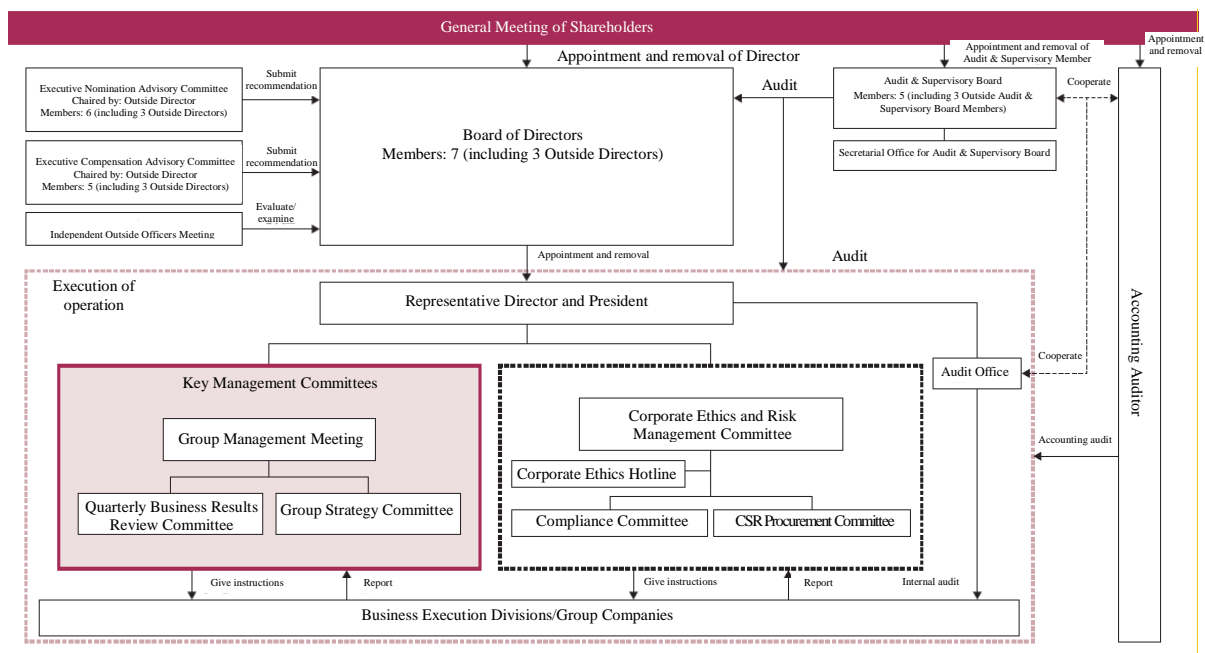 General Meeting of Shareholders
Appointment and removal of Director
Appointment and removal of
Audit & Supervisory Member
Appointment
and removal
Executive Nomination Advisory Committee
Chaired by: Outside Director
Members: 6 (including 3 Outside Directors)
Submit
recommendation
Executive Compensation Advisory Committee
Chaired by: Outside Director
Members: 5 (including 3 Outside Directors)
Submit
recommendation
Independent Outside Officers Meeting
Evaluate/
examine
Board of Directors
Members: 7 (including 3 Outside Directors)
Audit
Audit & Supervisory Board
Members: 5 (including 3 Outside Audit &
Supervisory Board Members)
Secretarial Office for Audit & Supervisory Board
Cooperate
Appointment and removal
Audit
Execution of
operation
Representative Director and President
Key Management Committees
Group Management Meeting
Quarterly Business Results
Review Committee
Group Strategy Committee
Corporate Ethics and Risk
Management Committee
Corporate Ethics Hotline
Compliance Committee
CSR Procurement Committee
Audit Office
Cooperate
Accounting Auditor
Accounting audit
Give instructions
Report
Give instructions
Report
Internal audit
Business Execution Divisions/Group Companies